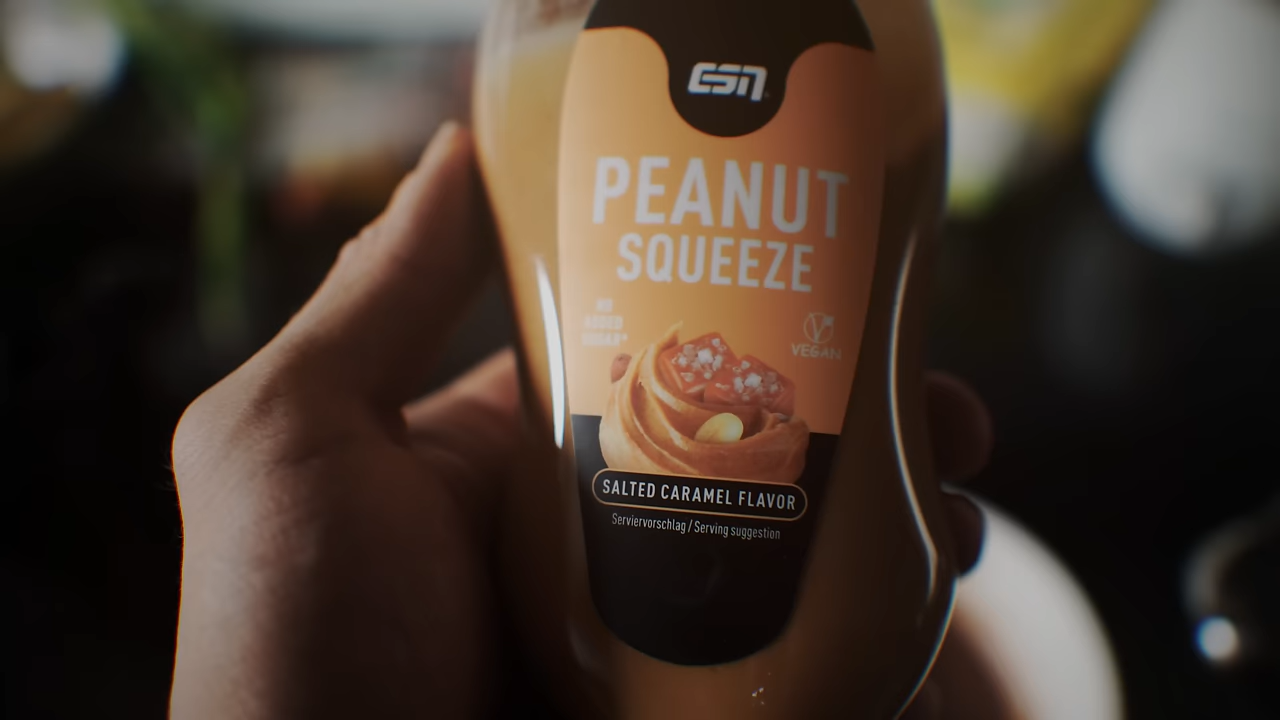 ESN
PEANUT
SQUEEZE
NO
ADDED
SUGAR*
VEGAN
SALTED CARAMEL FLAVOR
Serviervorschlag / Serving suggestion